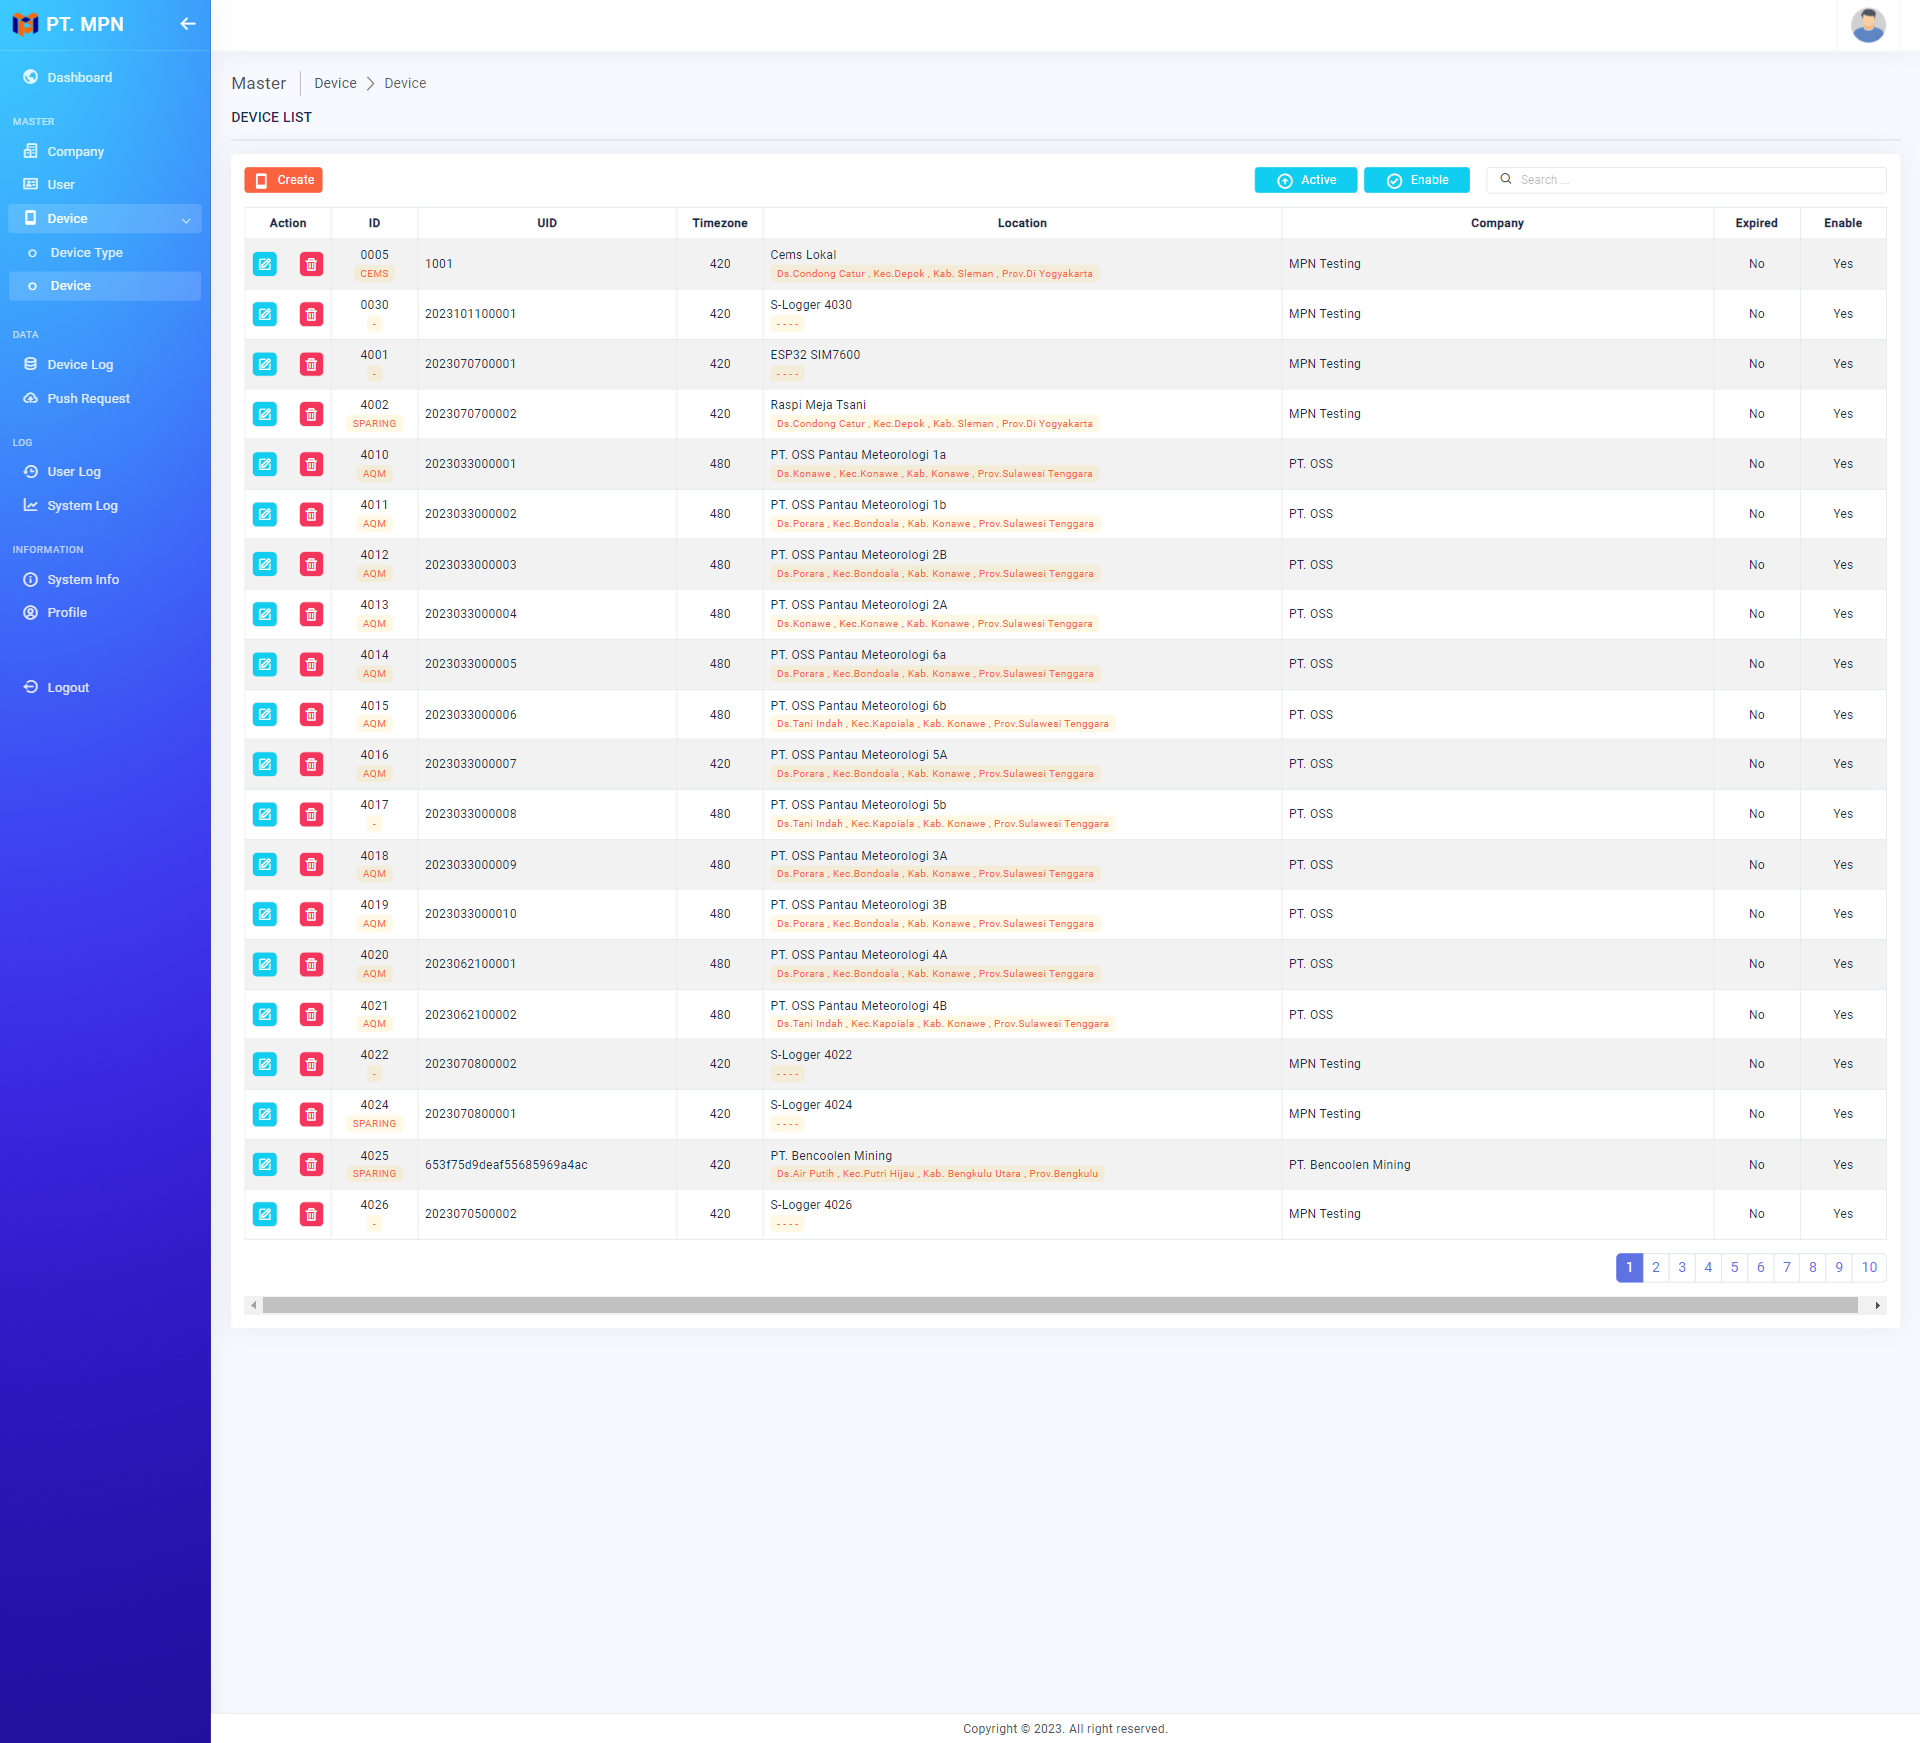 PT. MPN
Dashboard
MASTER
Company
User
Device
Device Type
Device
DATA
Device Log
Push Request
LOG
User Log
System Log
INFORMATION
System Info
Profile
Logout
Master Device Device
DEVICE LIST
Create Active Enable Search ...
Action ID UID Timezone Location Company Expired Enable
0005 CEMS 1001 420 Cems Lokal Ds.Condong Catur , Kec.Depok , Kab. Sleman , Prov.Di Yogyakarta MPN Testing No Yes
0030 - 2023101100001 420 S-Logger 4030 - - - - MPN Testing No Yes
4001 - 2023070700001 420 ESP32 SIM7600 - - - - MPN Testing No Yes
4002 SPARING 2023070700002 420 Raspi Meja Tsani Ds.Condong Catur , Kec.Depok , Kab. Sleman , Prov.Di Yogyakarta MPN Testing No Yes
4010 AQM 2023033000001 480 PT. OSS Pantau Meteorologi 1a Ds.Konawe , Kec.Konawe , Kab. Konawe , Prov.Sulawesi Tenggara PT. OSS No Yes
4011 AQM 2023033000002 480 PT. OSS Pantau Meteorologi 1b Ds.Porara , Kec.Bondoala , Kab. Konawe , Prov.Sulawesi Tenggara PT. OSS No Yes
4012 AQM 2023033000003 480 PT. OSS Pantau Meteorologi 2B Ds.Porara , Kec.Bondoala , Kab. Konawe , Prov.Sulawesi Tenggara PT. OSS No Yes
4013 AQM 2023033000004 480 PT. OSS Pantau Meteorologi 2A Ds.Konawe , Kec.Konawe , Kab. Konawe , Prov.Sulawesi Tenggara PT. OSS No Yes
4014 AQM 2023033000005 480 PT. OSS Pantau Meteorologi 6a Ds.Porara , Kec.Bondoala , Kab. Konawe , Prov.Sulawesi Tenggara PT. OSS No Yes
4015 AQM 2023033000006 480 PT. OSS Pantau Meteorologi 6b Ds.Tani Indah , Kec.Kapoiala , Kab. Konawe , Prov.Sulawesi Tenggara PT. OSS No Yes
4016 AQM 2023033000007 420 PT. OSS Pantau Meteorologi 5A Ds.Porara , Kec.Bondoala , Kab. Konawe , Prov.Sulawesi Tenggara PT. OSS No Yes
4017 - 2023033000008 480 PT. OSS Pantau Meteorologi 5b Ds.Tani Indah , Kec.Kapoiala , Kab. Konawe , Prov.Sulawesi Tenggara PT. OSS No Yes
4018 AQM 2023033000009 480 PT. OSS Pantau Meteorologi 3A Ds.Porara , Kec.Bondoala , Kab. Konawe , Prov.Sulawesi Tenggara PT. OSS No Yes
4019 AQM 2023033000010 480 PT. OSS Pantau Meteorologi 3B Ds.Porara , Kec.Bondoala , Kab. Konawe , Prov.Sulawesi Tenggara PT. OSS No Yes
4020 AQM 2023062100001 480 PT. OSS Pantau Meteorologi 4A Ds.Porara , Kec.Bondoala , Kab. Konawe , Prov.Sulawesi Tenggara PT. OSS No Yes
4021 AQM 2023062100002 480 PT. OSS Pantau Meteorologi 4B Ds.Tani Indah , Kec.Kapoiala , Kab. Konawe , Prov.Sulawesi Tenggara PT. OSS No Yes
4022 - 2023070800002 420 S-Logger 4022 - - - - MPN Testing No Yes
4024 SPARING 2023070800001 420 S-Logger 4024 - - - - MPN Testing No Yes
4025 SPARING 653f75d9deaf55685969a4ac 420 PT. Bencoolen Mining Ds.Air Putih , Kec.Putri Hijau , Kab. Bengkulu Utara , Prov.Bengkulu PT. Bencoolen Mining No Yes
4026 - 2023070500002 420 S-Logger 4026 - - - - MPN Testing No Yes
1 2 3 4 5 6 7 8 9 10
Copyright © 2023. All right reserved.